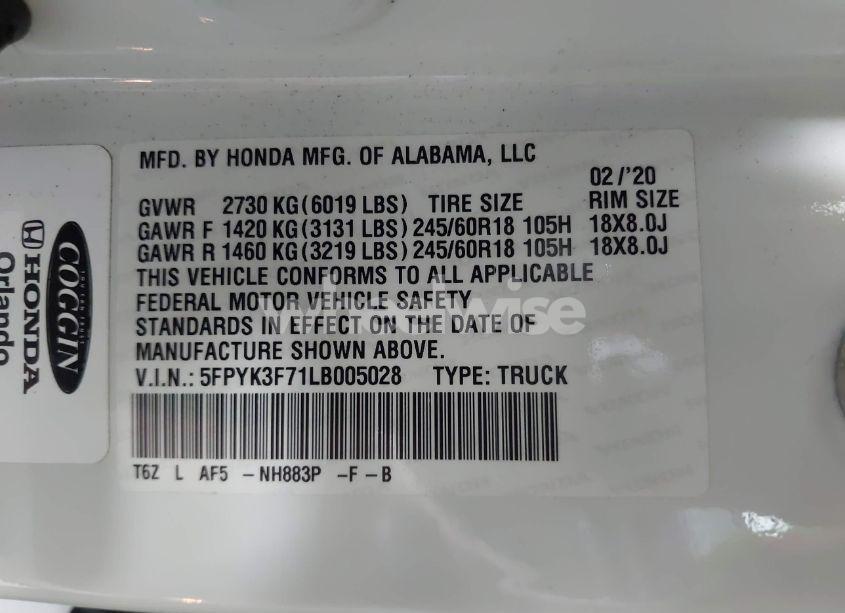 MFD. BY HONDA MFG. OF ALABAMA, LLC
02 /'20
GVWR 2730 KG (6019 LBS) TIRE SIZE RIM SIZE
GAWR F 1420 KG (3131 LBS) 245/60R18 105H 18X8.0J
GAWR R 1460 KG (3219 LBS) 245/60R18 105H 18X8.0J
THIS VEHICLE CONFORMS TO ALL APPLICABLE
FEDERAL MOTOR VEHICLE SAFETY
STANDARDS IN EFFECT ON THE DATE OF
MANUFACTURE SHOWN ABOVE.
V.I.N.: 5FPYK3F71LB005028 TYPE: TRUCK
T6Z L AF5 -NH883P -F -B
COGGIN
HONDA
Orlando
wheelwise